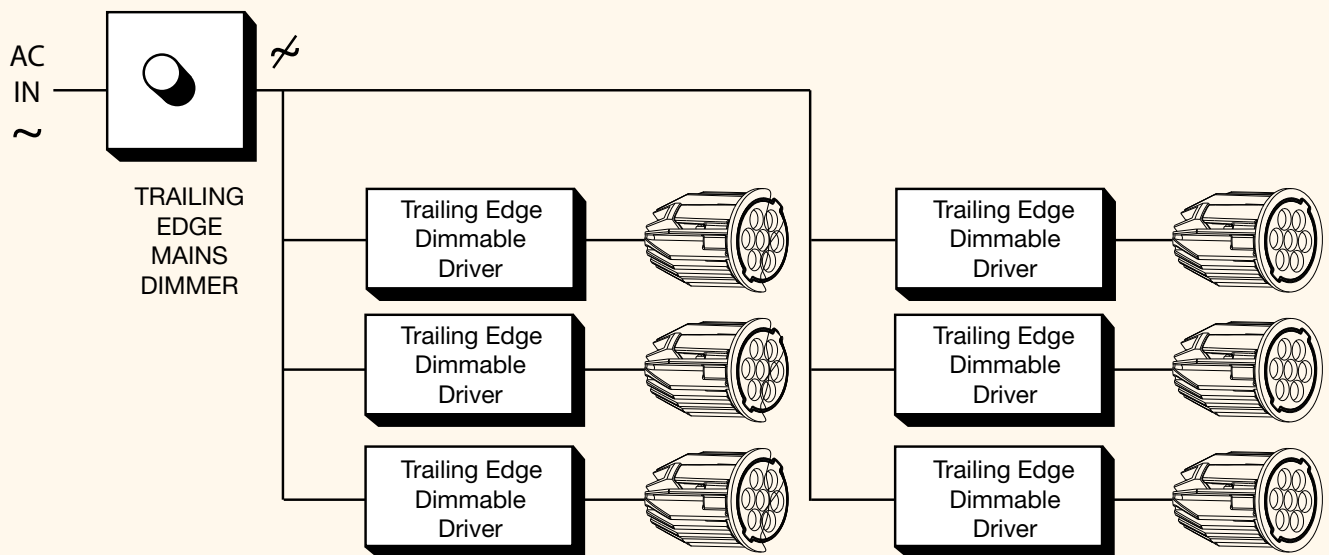 AC
IN
~
TRAILING
EDGE
MAINS
DIMMER
Trailing Edge
Dimmable
Driver
Trailing Edge
Dimmable
Driver
Trailing Edge
Dimmable
Driver
Trailing Edge
Dimmable
Driver
Trailing Edge
Dimmable
Driver
Trailing Edge
Dimmable
Driver